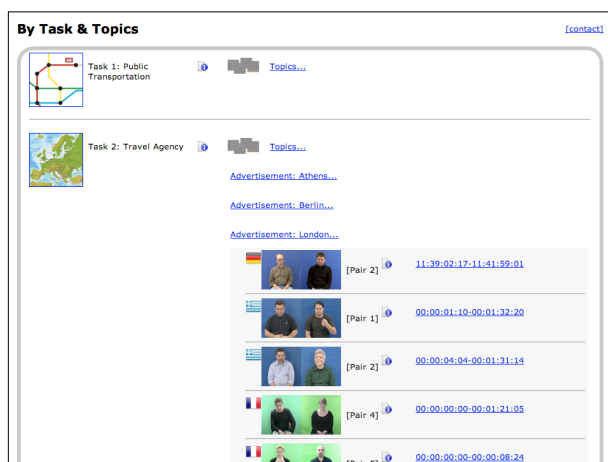 By Task & Topics
[contact]
Task 1: Public
Transportation
Topics...
Task 2: Travel Agency
Topics...
Advertisement: Athens...
Advertisement: Berlin...
Advertisement: London...
[Pair 2]
11:39:02:17-11:41:59:01
[Pair 1]
00:00:01:10-00:01:32:20
[Pair 2]
00:00:04:04-00:01:31:14
[Pair 4]
00:00:00:00-00:01:21:05
00:00:00:00-00:00:08:24